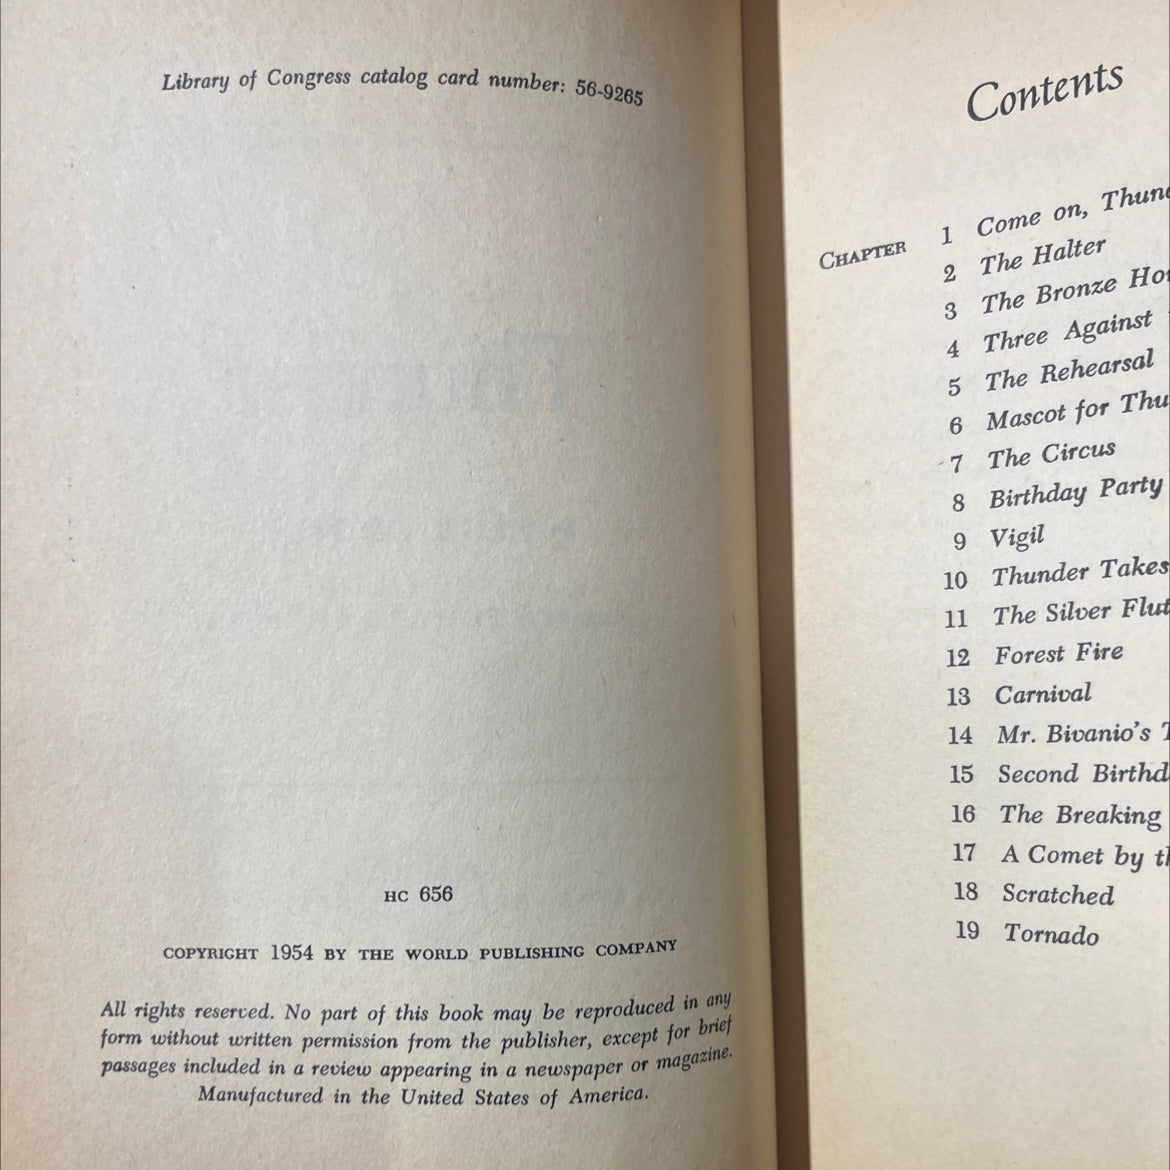 Library of Congress catalog card number: 56-9265
HC 656
COPYRIGHT 1954 BY THE WORLD PUBLISHING COMPANY
All rights reserved. No part of this book may be reproduced in any
form without written permission from the publisher, except for brief
passages included in a review appearing in a newspaper or magazine.
Manufactured in the United States of America.
Contents
CHAPTER 1 Come on,
2 The Halter
3 The Bronze
4 Three Against
5 The Rehearsal
6 Mascot for
7 The Circus
8 Birthday Party
9 Vigil
10 Thunder Takes
11 The Silver
12 Forest Fire
13 Carnival
14 Mr. Bivanio's
15 Second
16 The Breaking
17 A Comet by
18 Scratched
19 Tornado